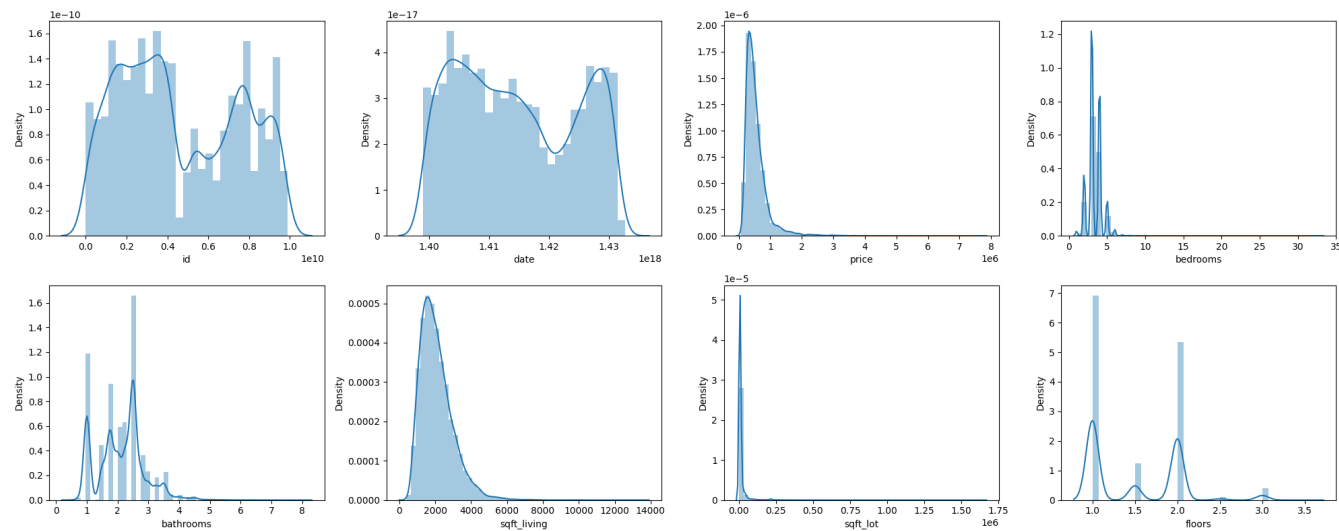 1e−10
Density
1.6
1.4
1.2
1.0
0.8
0.6
0.4
0.2
0.0
0.0 0.2 0.4 0.6 0.8 1.0
id
1e10
1e−17
Density
4
3
2
1
0
1.40 1.41 1.42 1.43
date
1e18
1e−6
Density
2.00
1.75
1.50
1.25
1.00
0.75
0.50
0.25
0.00
0 1 2 3 4 5 6 7 8
price
1e6
Density
1.2
1.0
0.8
0.6
0.4
0.2
0.0
0 5 10 15 20 25 30 35
bedrooms
Density
1.6
1.4
1.2
1.0
0.8
0.6
0.4
0.2
0.0
0 1 2 3 4 5 6 7 8
bathrooms
Density
0.0005
0.0004
0.0003
0.0002
0.0001
0.0000
0 2000 4000 6000 8000 10000 12000 14000
sqft_living
1e−5
Density
5
4
3
2
1
0
0.00 0.25 0.50 0.75 1.00 1.25 1.50 1.75
sqft_lot
1e6
Density
7
6
5
4
3
2
1
0
1.0 1.5 2.0 2.5 3.0 3.5
floors